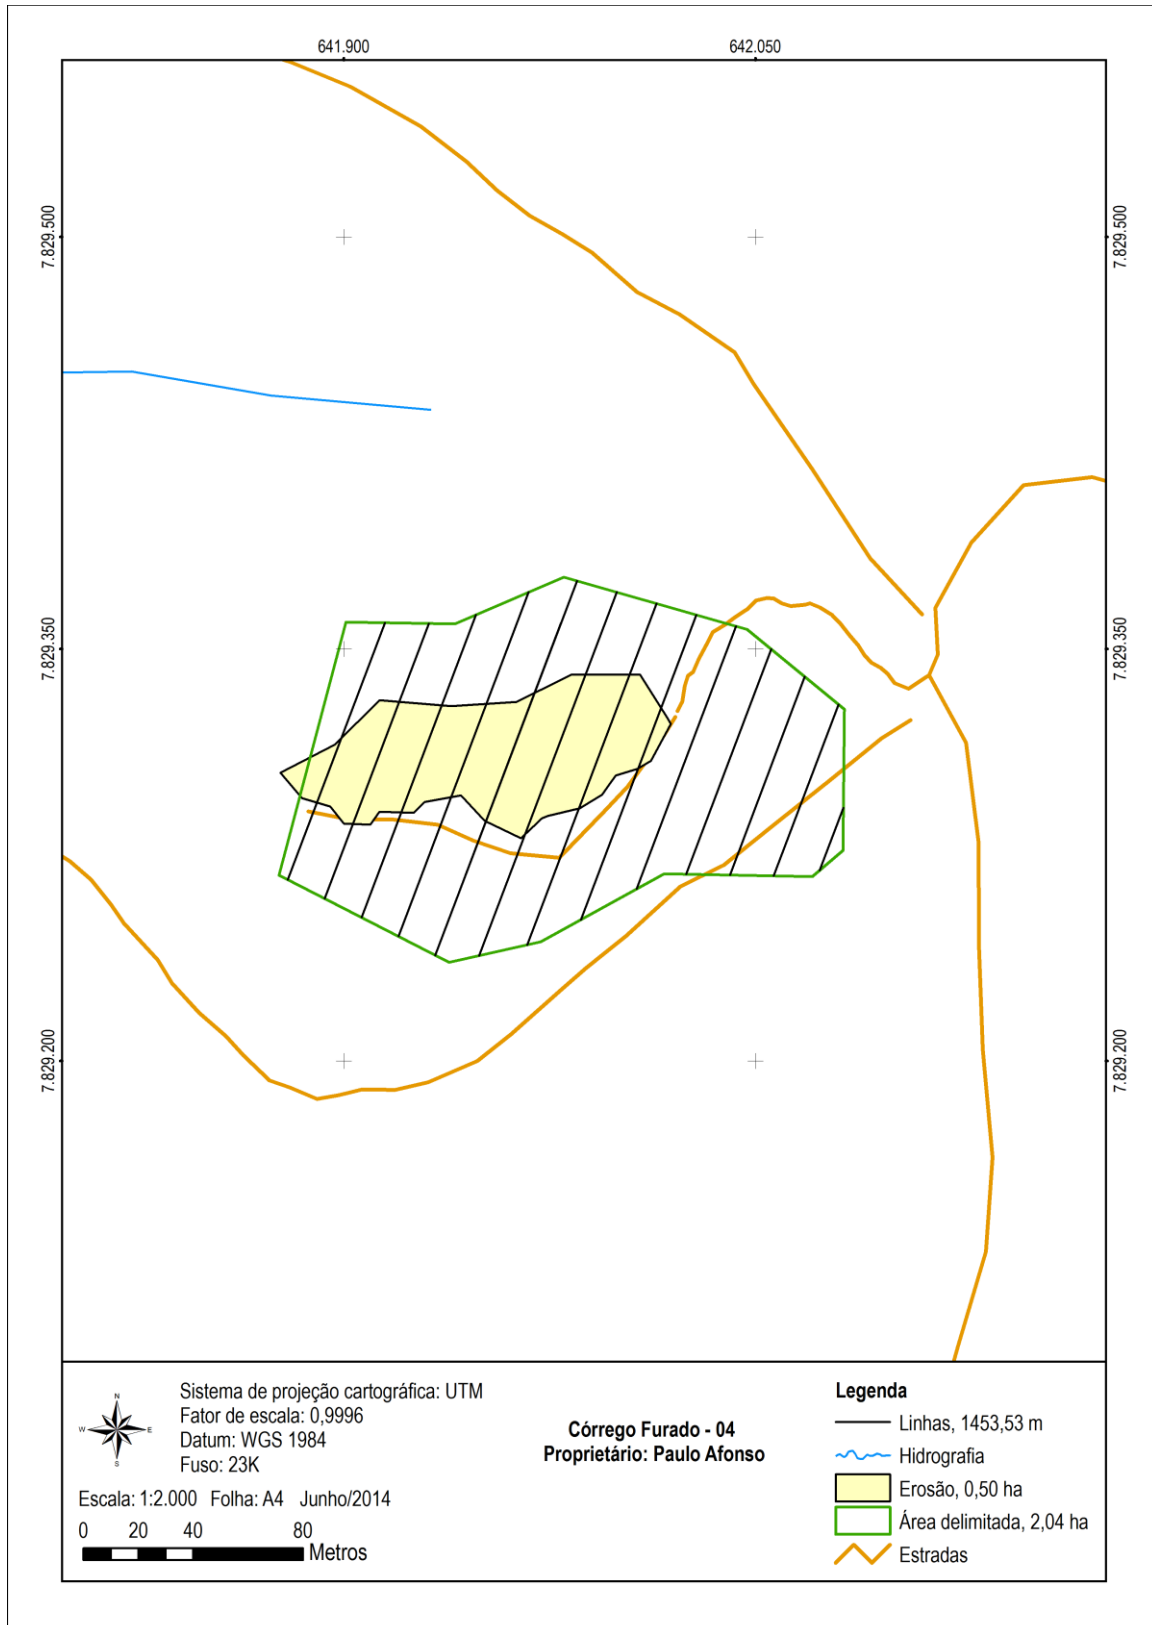 641.900 642.050
7.829.500 7.829.500
7.829.350 7.829.350
7.829.200 7.829.200
N
W E
S
Sistema de projeção cartográfica: UTM
Fator de escala: 0,9996
Datum: WGS 1984
Fuso: 23K
Escala: 1:2.000 Folha: A4 Junho/2014
0 20 40 80
Metros
Córrego Furado - 04
Proprietário: Paulo Afonso
Legenda
Linhas, 1453,53 m
Hidrografia
Erosão, 0,50 ha
Área delimitada, 2,04 ha
Estradas